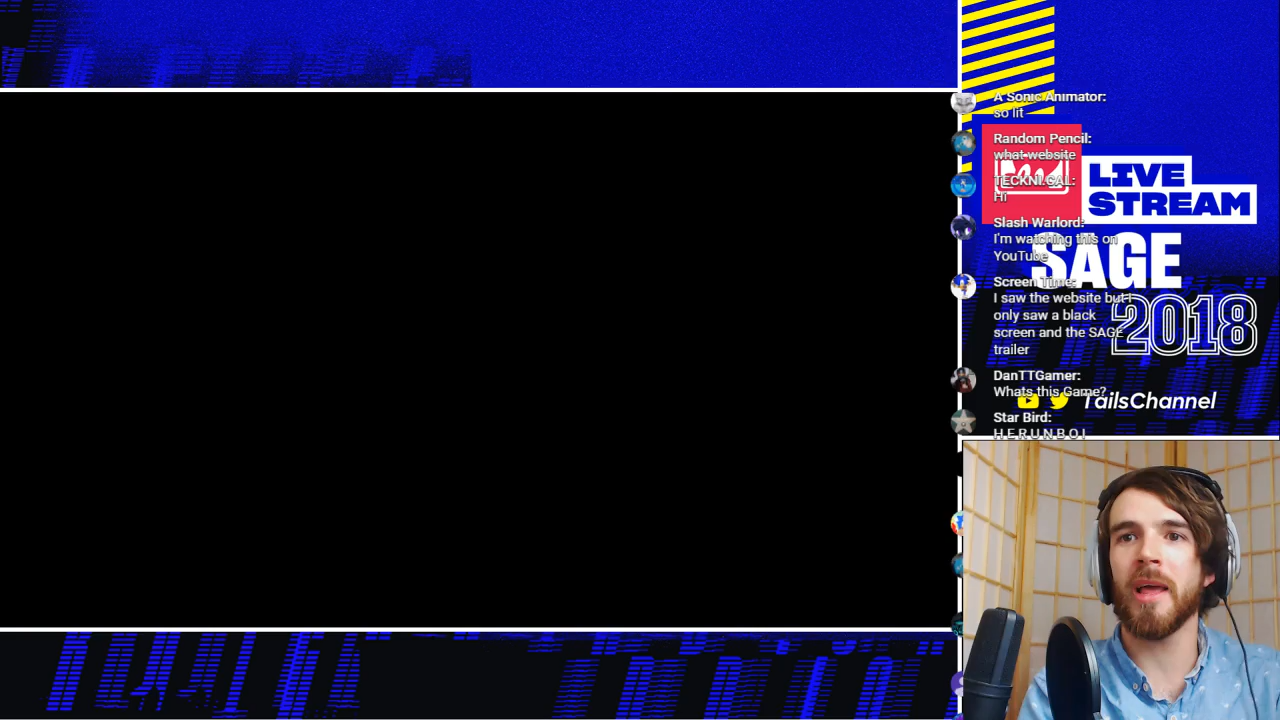 A Sonic Animator:
so lit
Random Pencil:
what website
TECKNI.CAL:
Hi
Slash Warlord:
I'm watching this on
YouTube
Screen Time:
I saw the website but I
only saw a black
screen and the SAGE
trailer
DanTTGamer:
Whats this Game?
Star Bird:
H E R U N B O I
LIVE
STREAM
SAGE
2018
TailsChannel